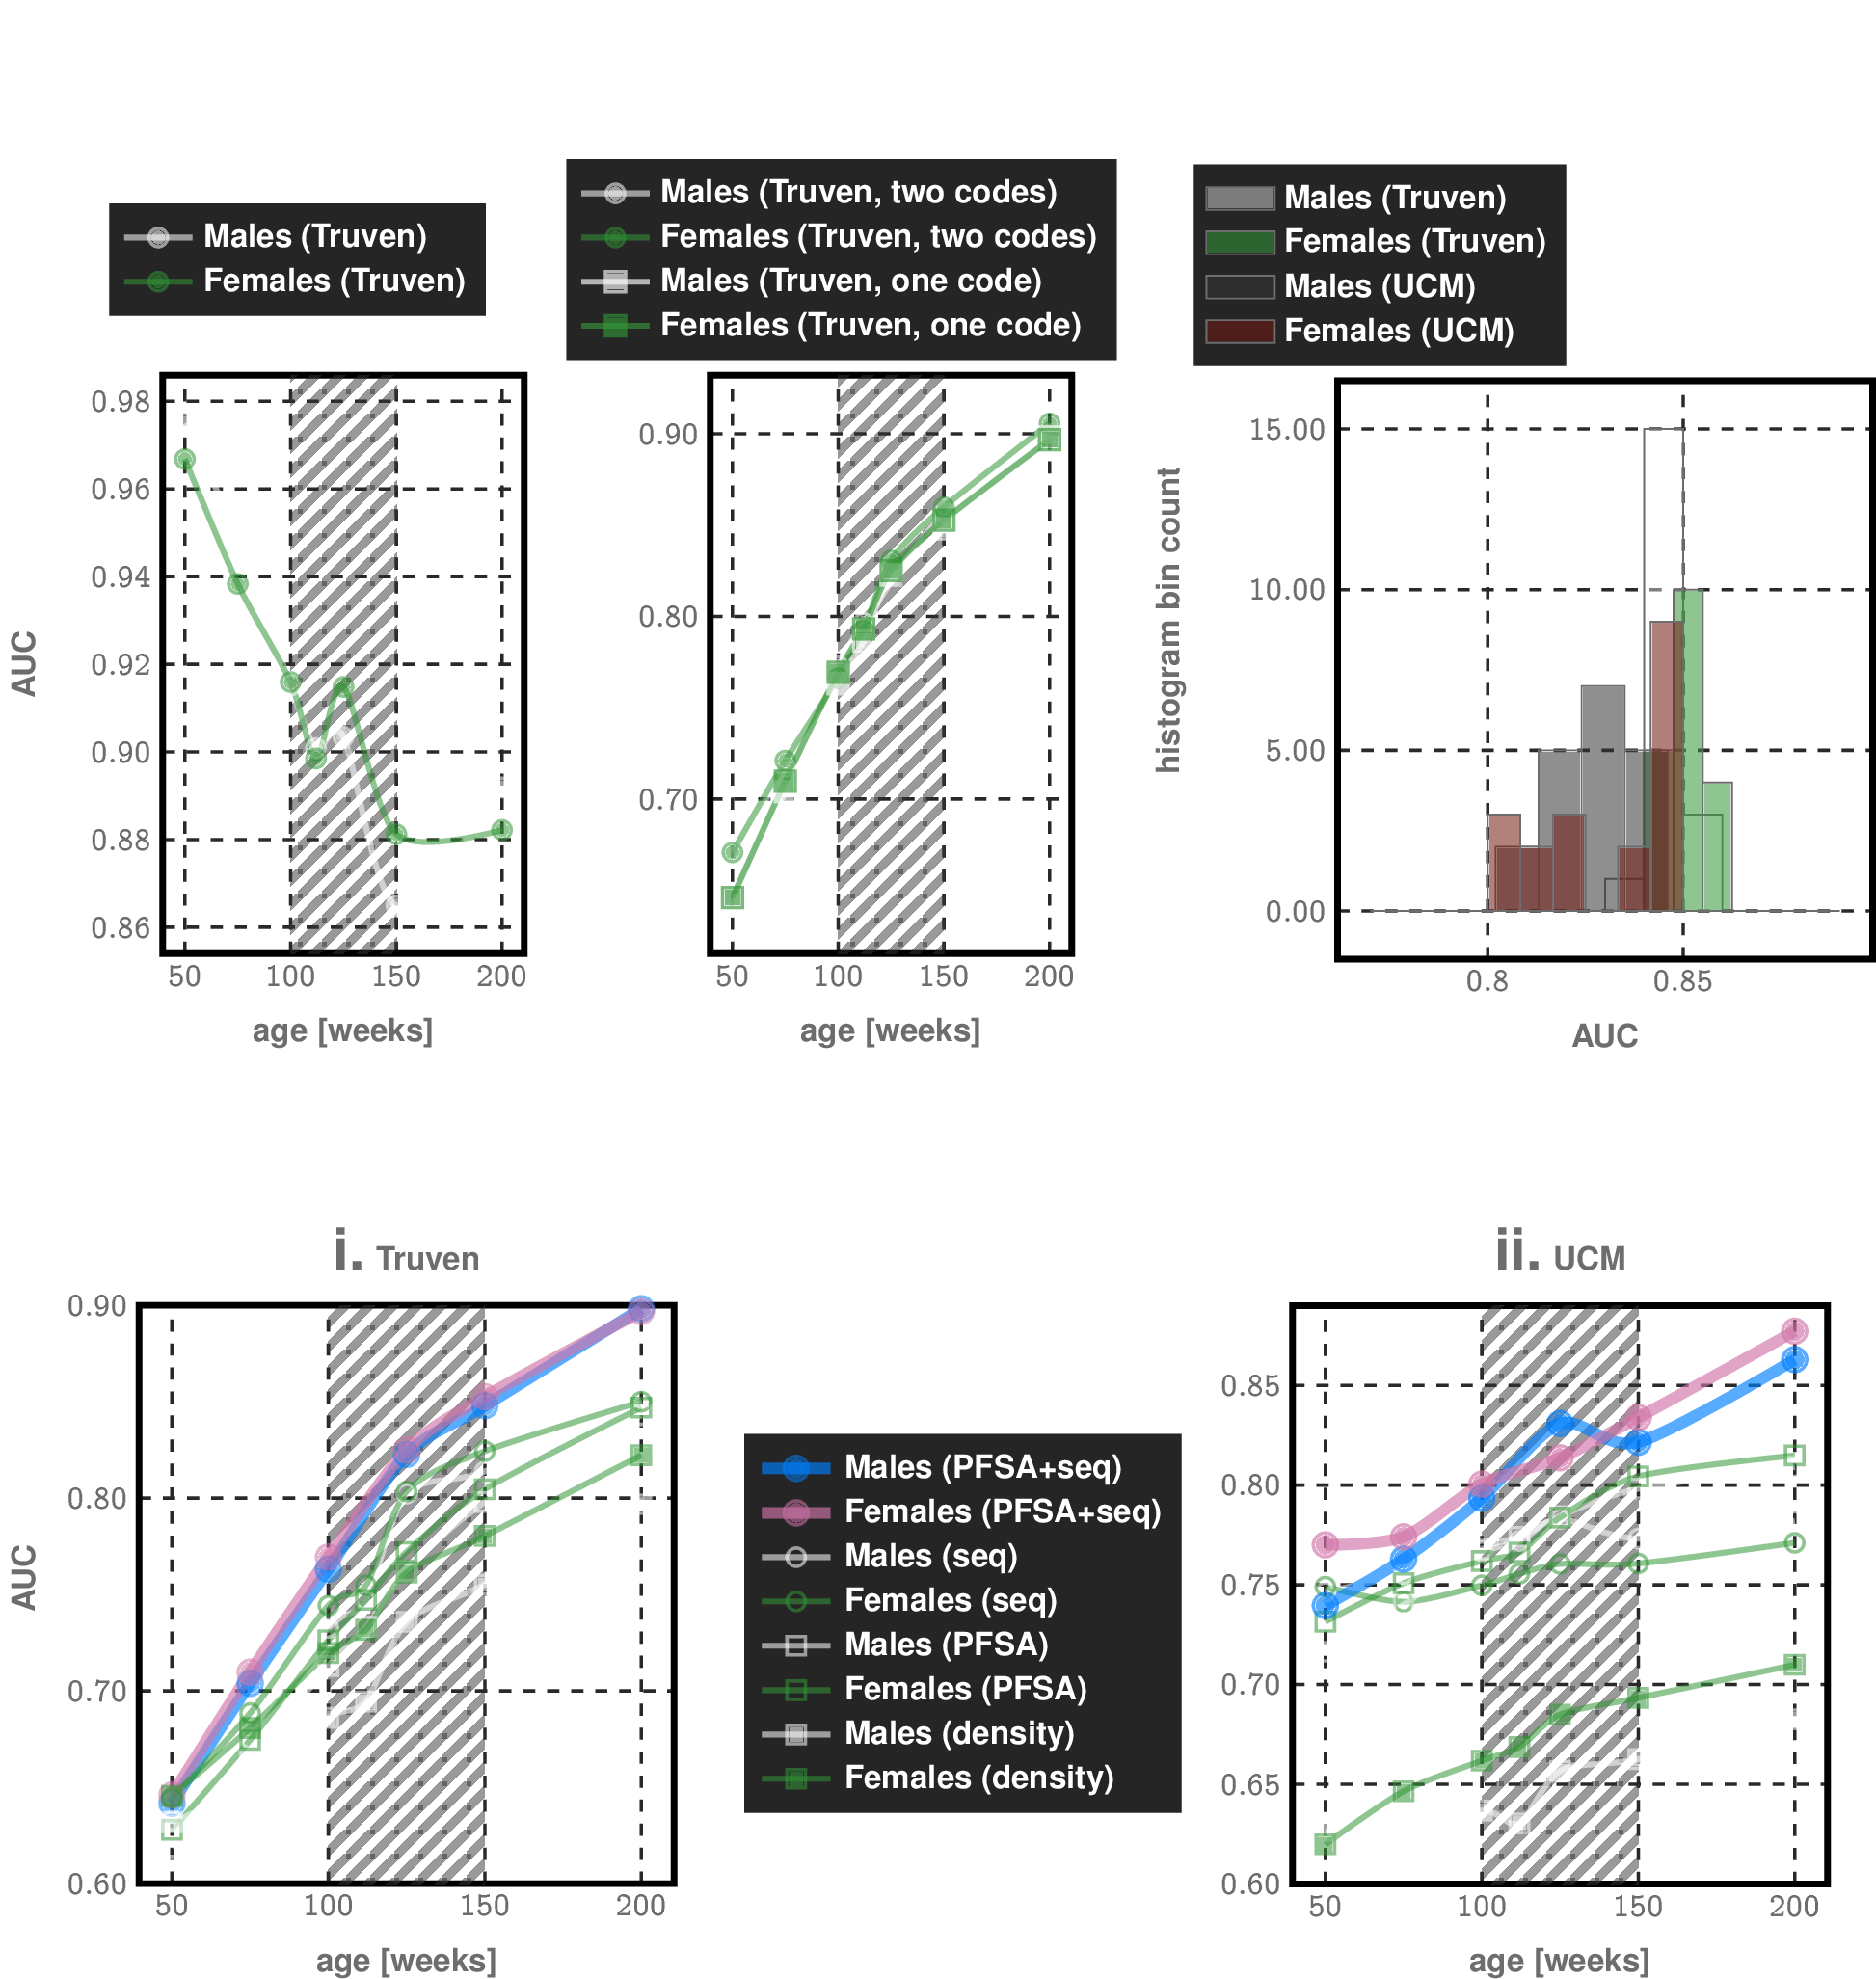 Males (Truven)
Females (Truven)
0.98
0.96
0.94
0.92
0.90
0.88
0.86
AUC
50 100 150 200
age [weeks]
Males (Truven, two codes)
Females (Truven, two codes)
Males (Truven, one code)
Females (Truven, one code)
0.90
0.80
0.70
50 100 150 200
age [weeks]
Males (Truven)
Females (Truven)
Males (UCM)
Females (UCM)
15.00
10.00
5.00
0.00
histogram bin count
0.8 0.85
AUC
i. Truven
0.90
0.80
0.70
0.60
AUC
50 100 150 200
age [weeks]
Males (PFSA+seq)
Females (PFSA+seq)
Males (seq)
Females (seq)
Males (PFSA)
Females (PFSA)
Males (density)
Females (density)
ii. UCM
0.85
0.80
0.75
0.70
0.65
0.60
50 100 150 200
age [weeks]